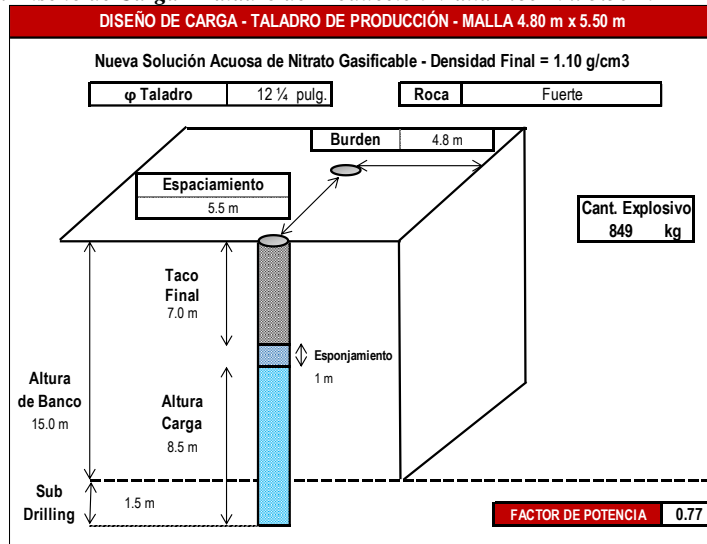 DISEÑO DE CARGA - TALADRO DE PRODUCCIÓN - MALLA 4.80 m x 5.50 m
Nueva Solución Acuosa de Nitrato Gasificable - Densidad Final = 1.10 g/cm3
φ Taladro 12 ¼ pulg. Roca Fuerte
Burden 4.8 m
Espaciamiento
5.5 m
Cant. Explosivo
849 kg
Taco
Final
7.0 m
Esponjamiento
1 m
Altura
de Banco
15.0 m
Altura
Carga
8.5 m
Sub
Drilling
1.5 m
FACTOR DE POTENCIA 0.77